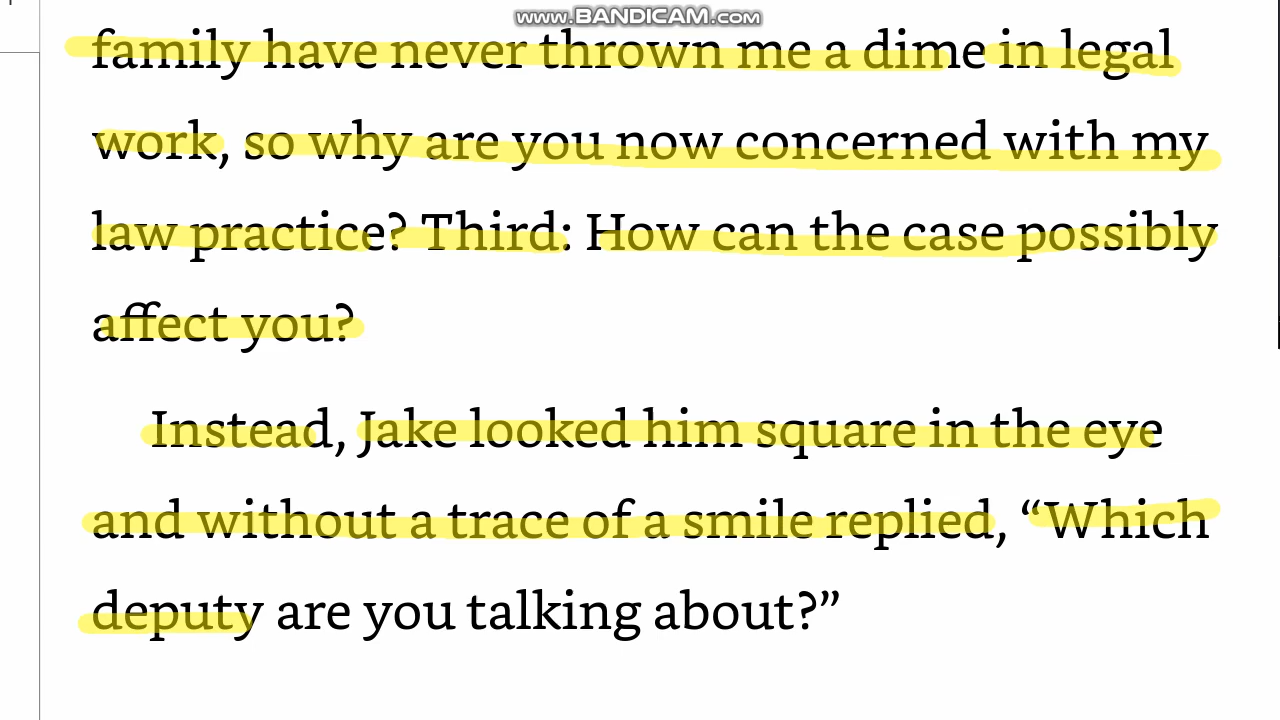 www.BANDICAM.com
family have never thrown me a dime in legal
work, so why are you now concerned with my
law practice? Third: How can the case possibly
affect you?
Instead, Jake looked him square in the eye
and without a trace of a smile replied, “Which
deputy are you talking about?”